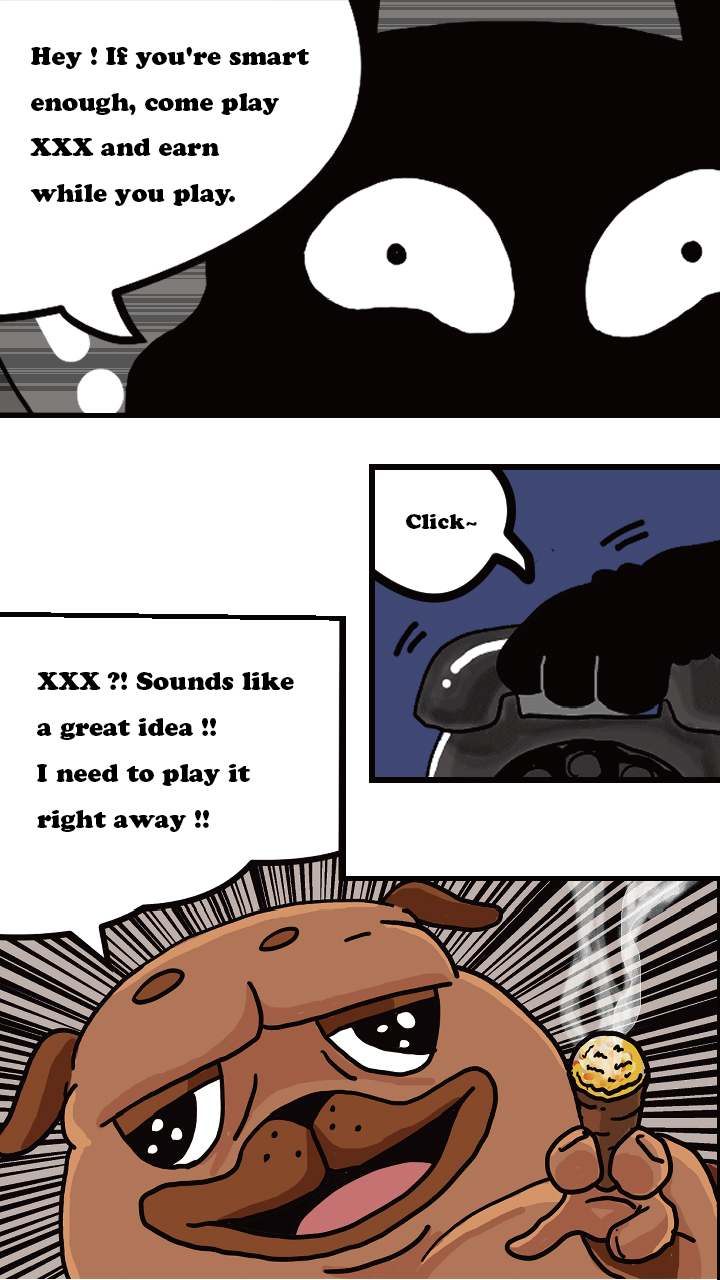 Hey ! If you're smart
enough, come play
XXX and earn
while you play.
Click~
XXX ?! Sounds like
a great idea !!
I need to play it
right away !!